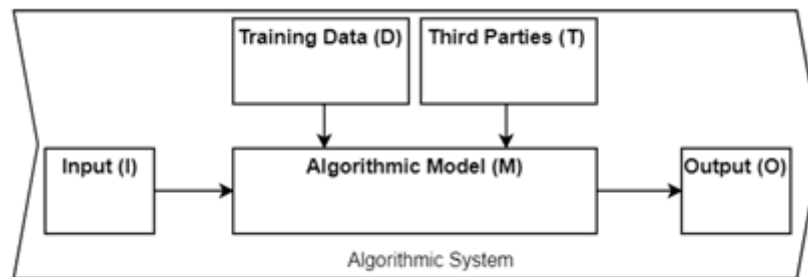 Training Data (D)
Third Parties (T)
Input (I)
Algorithmic Model (M)
Output (O)
Algorithmic System